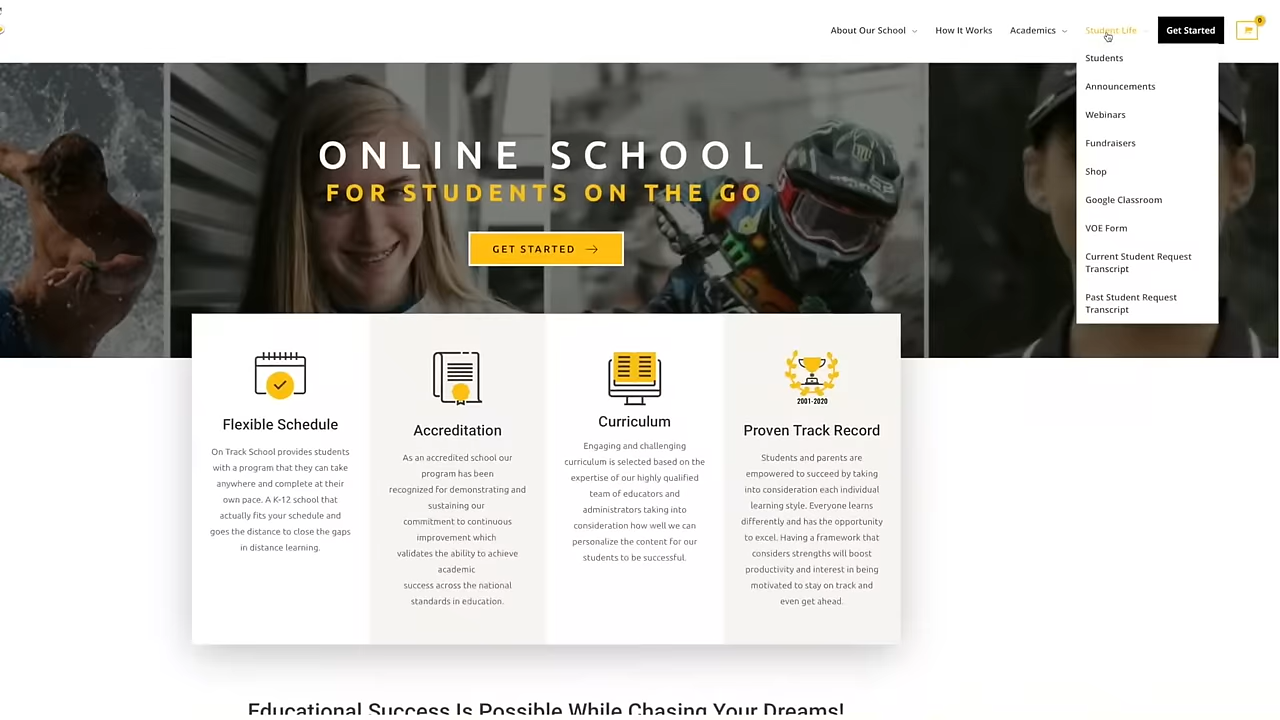 About Our School
How It Works
Academics
Student Life
Get Started
0
Students
Announcements
Webinars
Fundraisers
Shop
Google Classroom
VOE Form
Current Student Request
Transcript
Past Student Request
Transcript
ONLINE SCHOOL
FOR STUDENTS ON THE GO
GET STARTED
Flexible Schedule
On Track School provides students
with a program that they can take
anywhere and complete at their
own pace. A K-12 school that
actually fits your schedule and
goes the distance to close the gaps
in distance learning.
Accreditation
As an accredited school our
program has been
recognized for demonstrating and
sustaining our
commitment to continuous
improvement which
validates the ability to achieve
academic
success across the national
standards in education.
Curriculum
Engaging and challenging
curriculum is selected based on the
expertise of our highly qualified
team of educators and
administrators taking into
consideration how well we can
personalize the content for our
students to be successful.
2001-2020
Proven Track Record
Students and parents are
empowered to succeed by taking
into consideration each individual
learning style. Everyone learns
differently and has the opportunity
to excel. Having a framework that
considers strengths will boost
productivity and interest in being
motivated to stay on track and
even get ahead.
Educational Success Is Possible While Chasing Your Dreams!